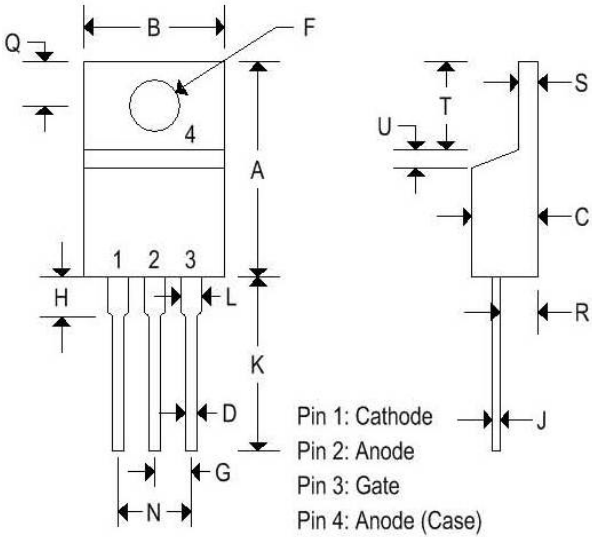 B
F
Q
S
T
4
U
A
C
1 2 3
H
L
R
K
D
J
G
N
Pin 1: Cathode
Pin 2: Anode
Pin 3: Gate
Pin 4: Anode (Case)